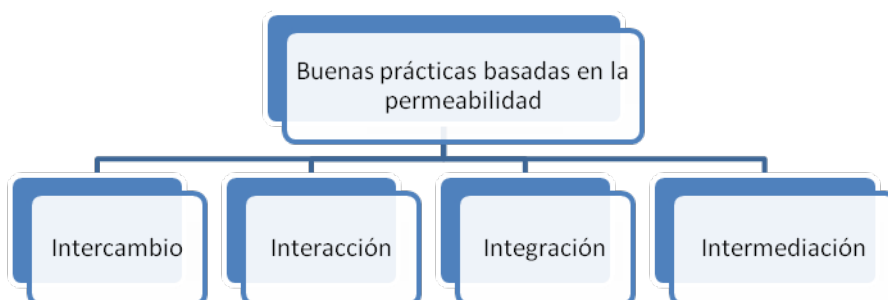 Buenas prácticas basadas en la
permeabilidad
Intercambio
Interacción
Integración
Intermediación